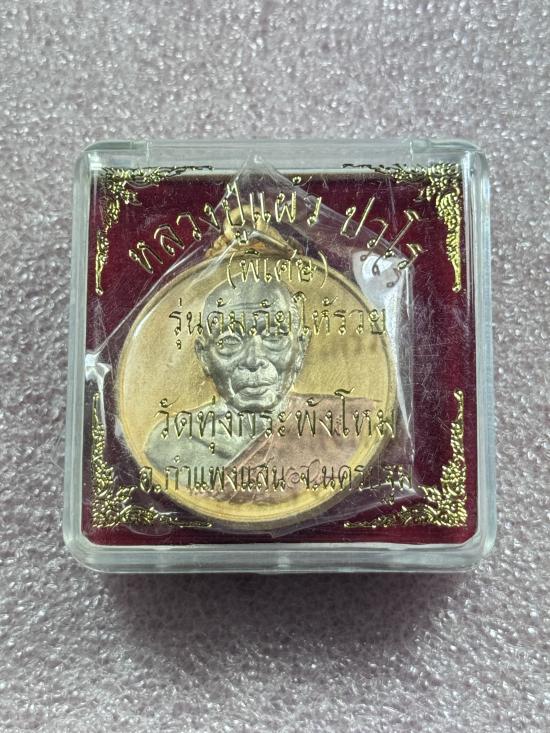 หลวงปู่แผ้ว ปวโร
(พิเศษ)
รุ่นคุ้มภัยให้รวย
วัดทุ่งกระพังโหม
อ.กำแพงแสน จ.นครปฐม